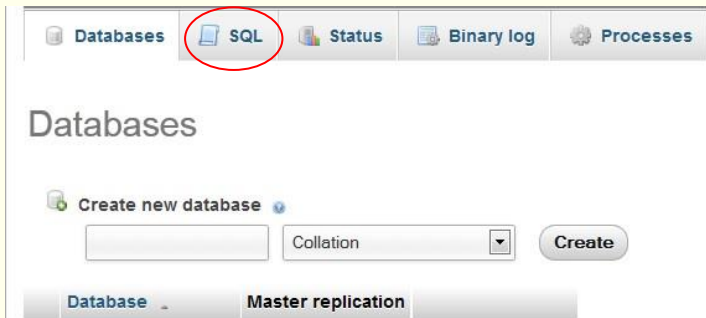 Databases SQL Status Binary log Processes
Databases
Create new database
Collation Create
Database Master replication